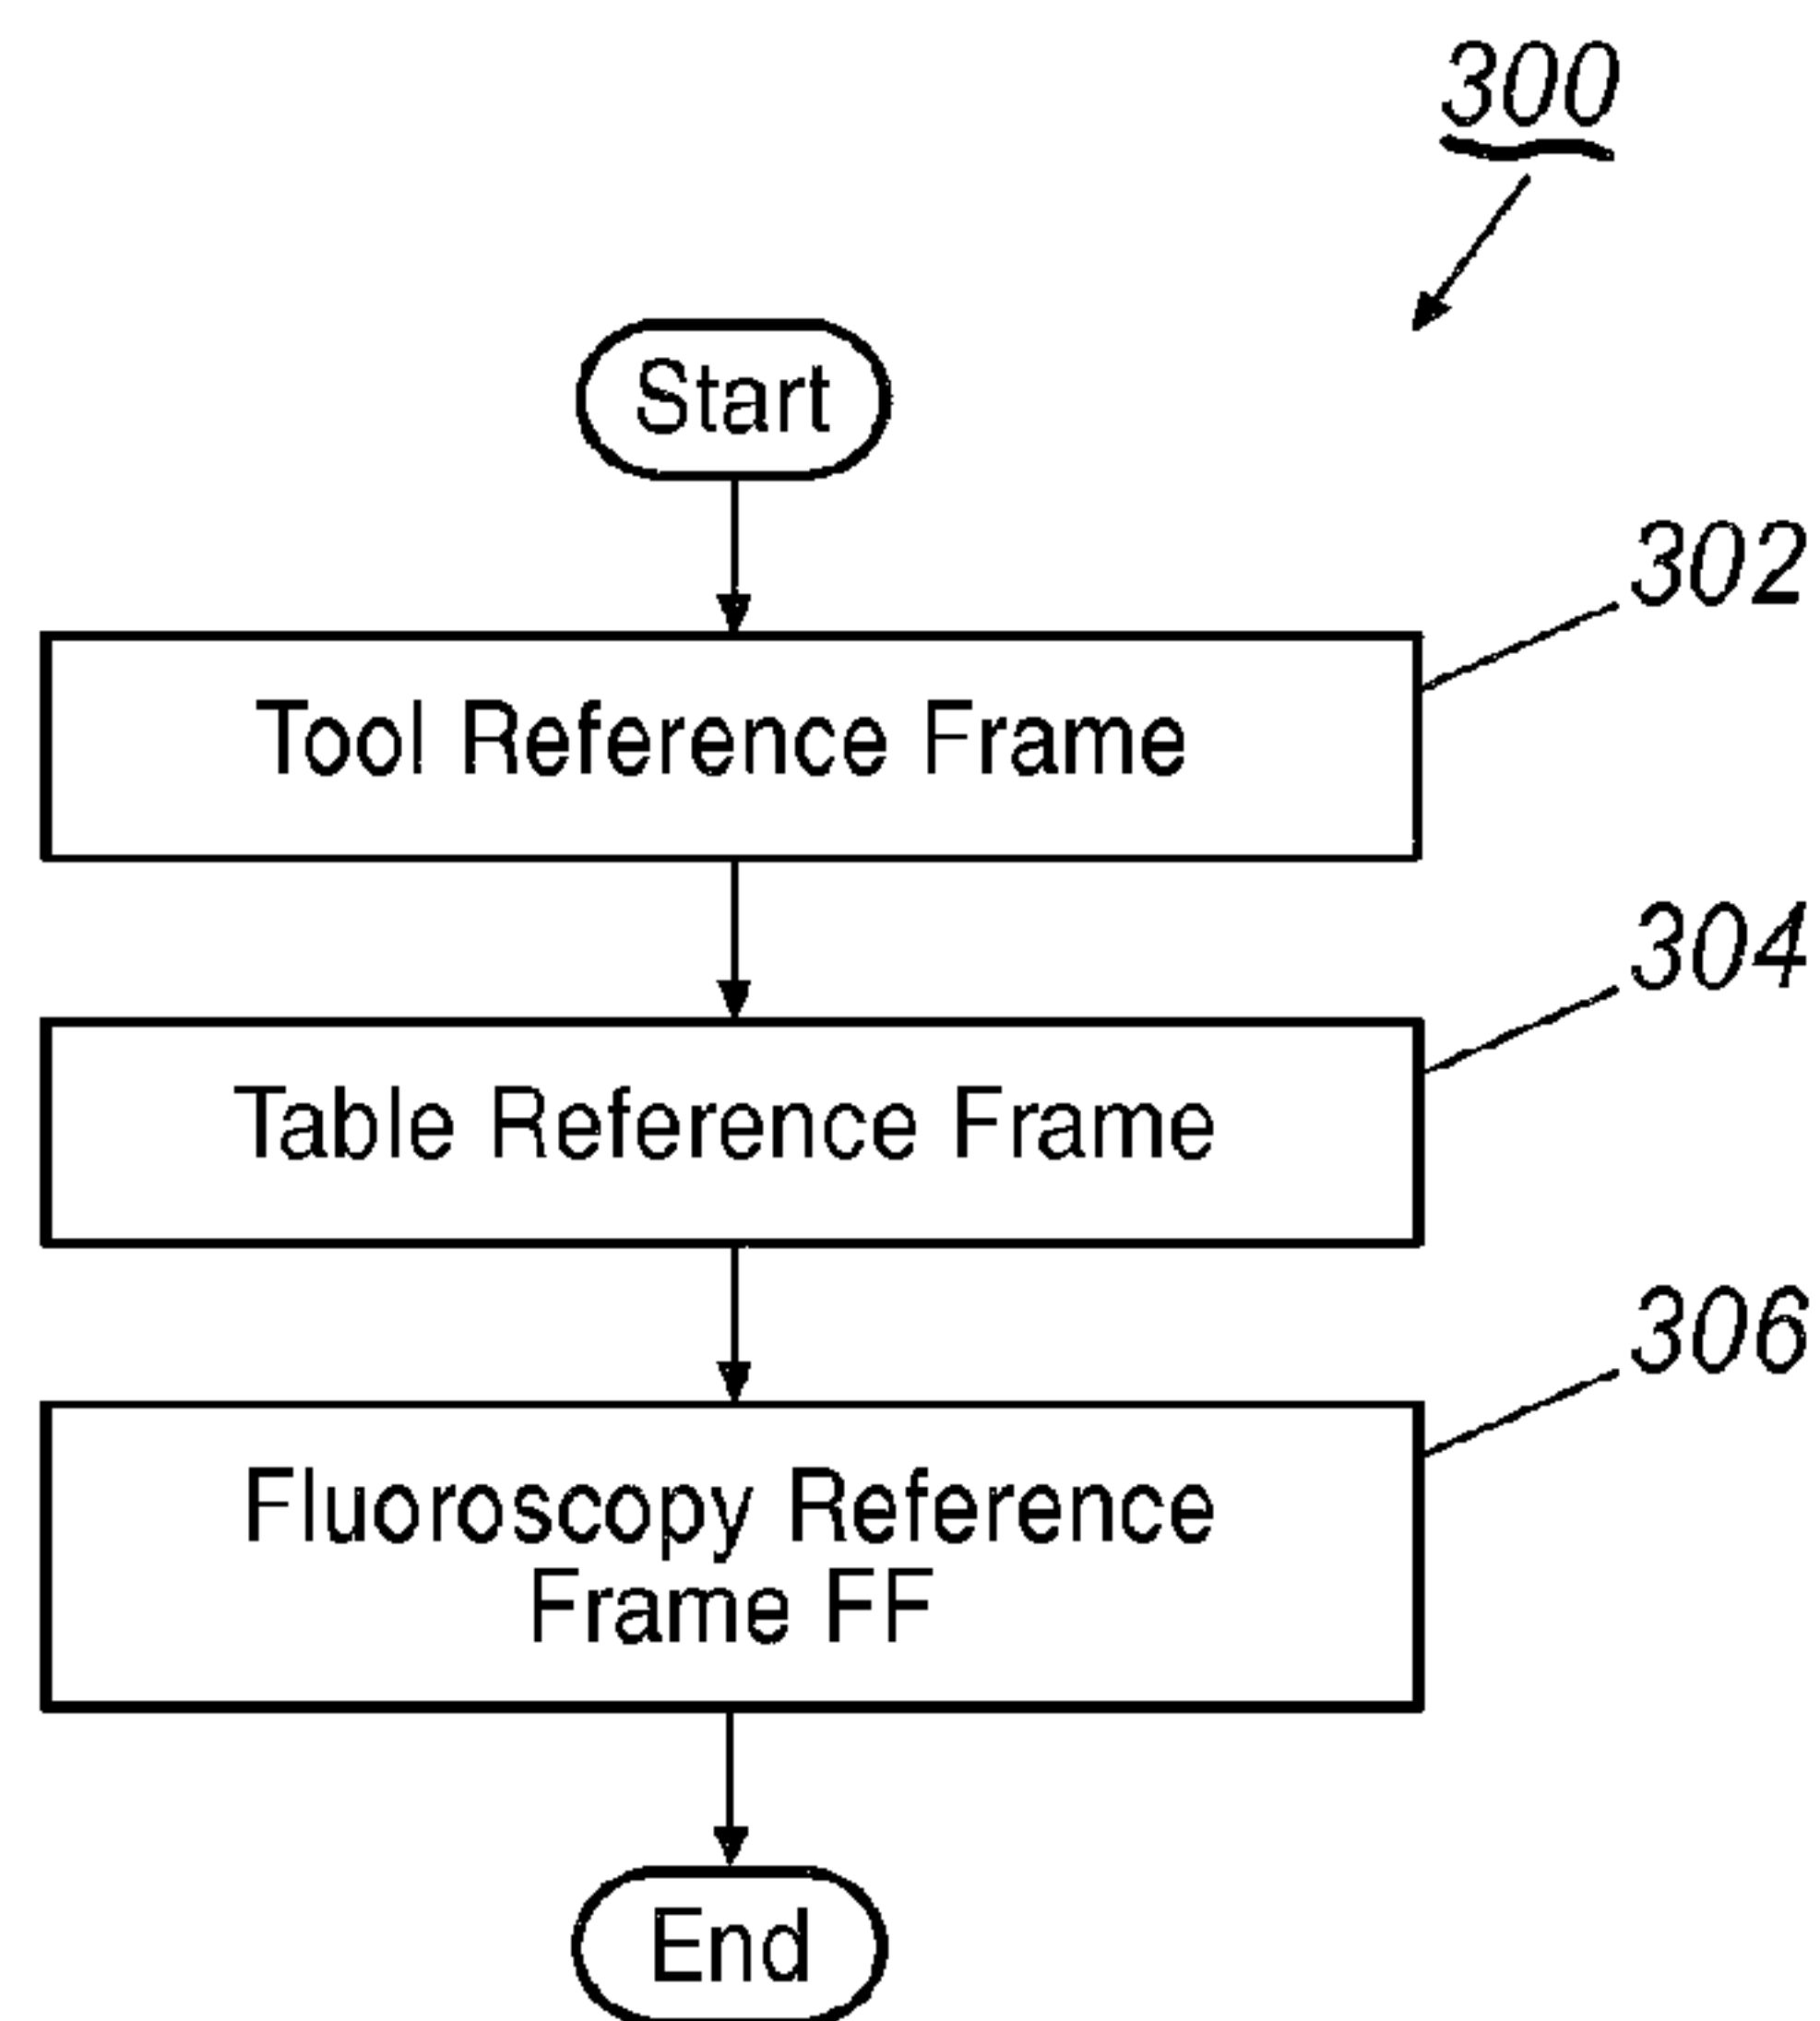 300
Start
302
Tool Reference Frame
304
Table Reference Frame
306
Fluoroscopy Reference
Frame FF
End